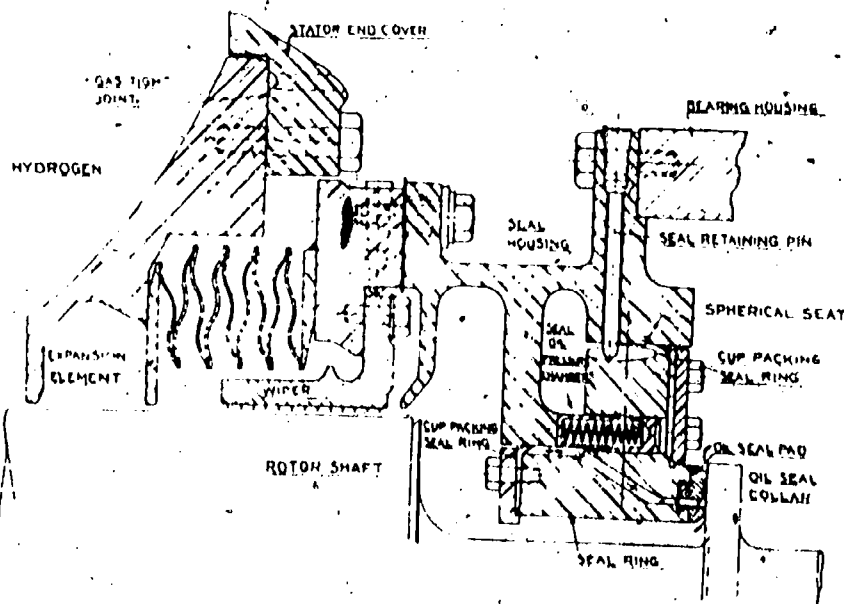 STATOR END COVER
"GAS TIGHT"
JOINT.
BEARING HOUSING
HYDROGEN
SEAL
HOUSING
SEAL RETAINING PIN
SPHERICAL SEAT
SEAL
OIL
CHAMBER
CUP PACKING
SEAL RING
EXPANSION
ELEMENT
WIPER
CUP PACKING
SEAL RING
OIL SEAL PAD
ROTOR SHAFT
OIL SEAL
COLLAR
SEAL RING